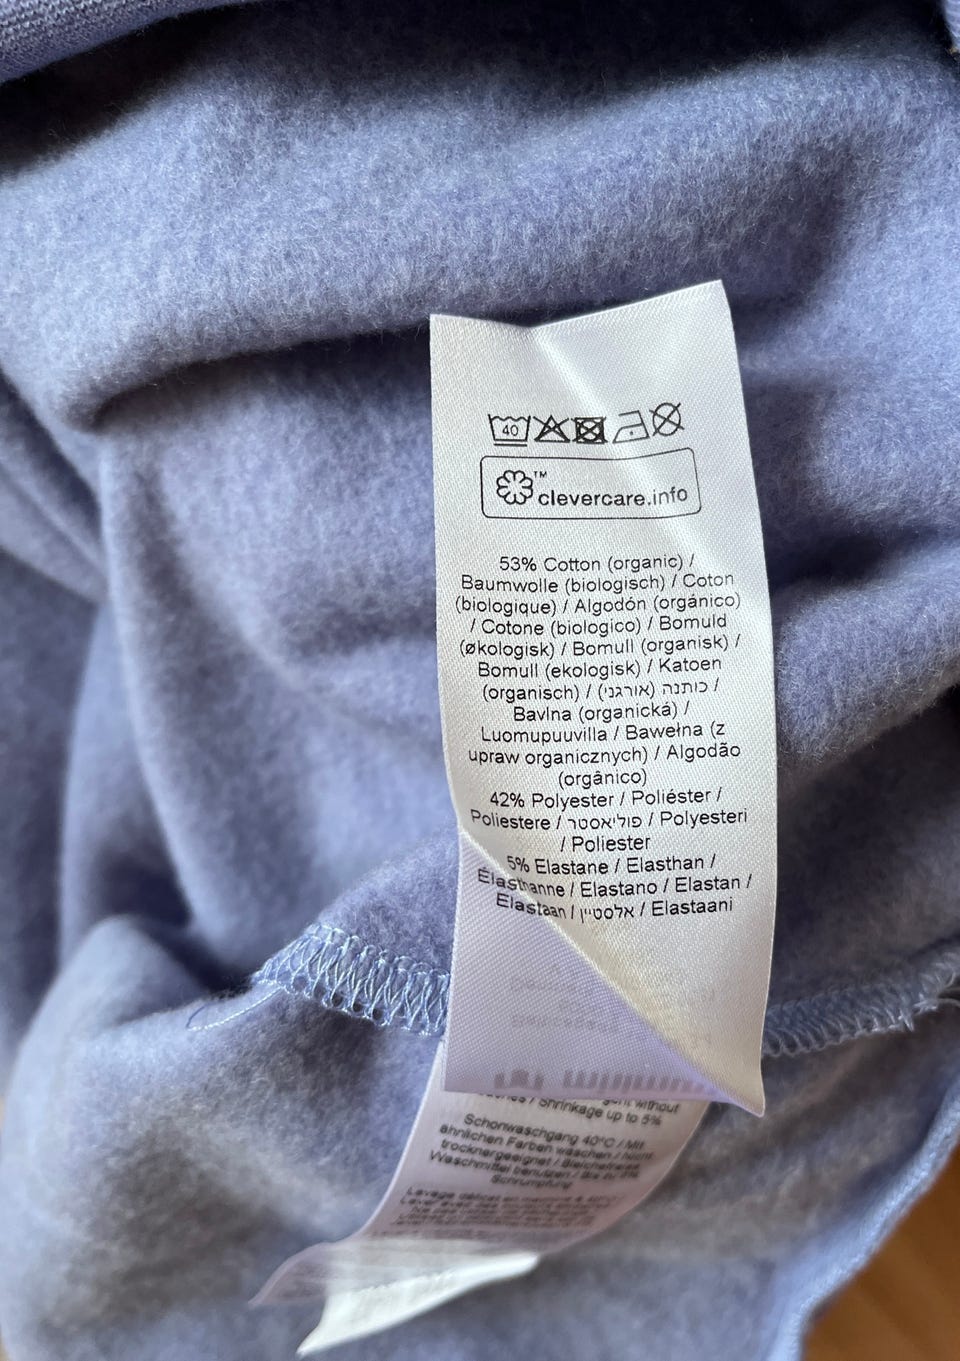 40
™
clevercare.info
53% Cotton (organic) /
Baumwolle (biologisch) / Coton
(biologique) / Algodón (orgánico)
/ Cotone (biologico) / Bomuld
(økologisk) / Bomull (organisk) /
Bomull (ekologisk) / Katoen
(organisch) / כותנה (אורגני) /
Bavlna (organická) /
Luomupuuvilla / Bawełna (z
upraw organicznych) / Algodão
(orgânico)
42% Polyester / Poliéster /
Poliestere / פוליאסטר / Polyesteri
/ Poliester
5% Elastane / Elasthan /
Élasthanne / Elastano / Elastan /
Elastaan / אלסטיין / Elastaani
without
/ Shrinkage up to 5%
Schonwaschgang 40°C / Mit
ähnlichen Farben waschen / Nicht
trocknergeeignet / Bleichefreies
Waschmittel benutzen / Bis zu 5%
Schrumpfung